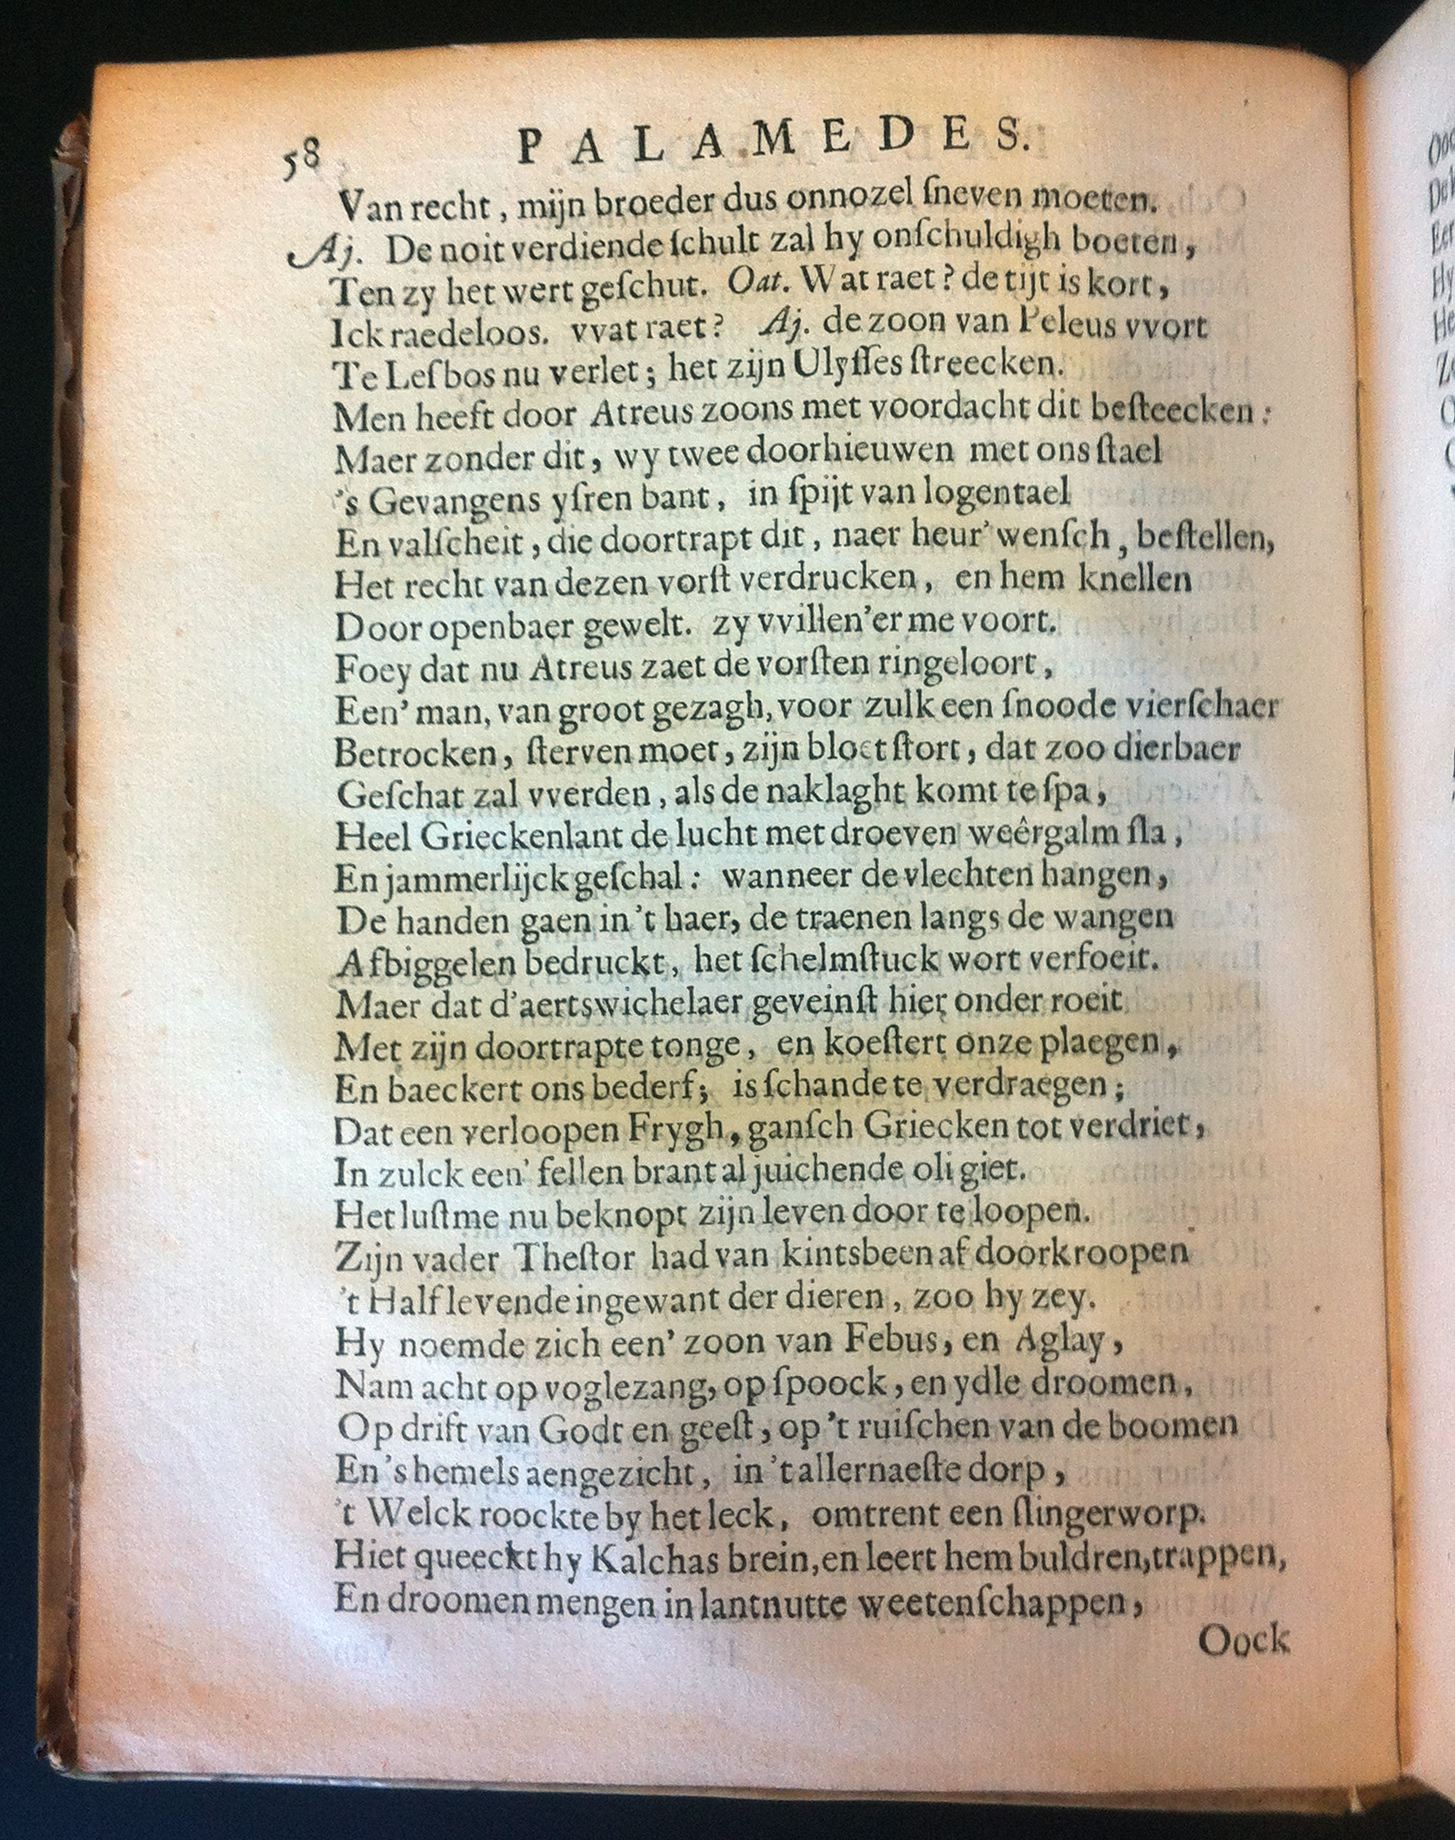 58 PALAMEDES.
Van recht, mijn broeder dus onnozel ſneven moeten.
Aj. De noit verdiende ſchult zal hy onſchuldigh boeten,
Ten zy het wert geſchut. Oat. Wat raet? de tijt is kort,
Ick raedeloos. vvat raet? Aj. de zoon van Peleus vvort
Te Leſbos nu verlet; het zijn Ulyſſes ſtreecken.
Men heeft door Atreus zoons met voordacht dit beſteecken:
Maer zonder dit, wy twee doorhieuwen met ons ſtael
's Gevangens yſren bant, in ſpijt van logentael
En valſcheit, die doortrapt dit, naer heur' wenſch, beſtellen,
Het recht van dezen vorſt verdrucken, en hem knellen
Door openbaer gewelt. zy vvillen'er me voort.
Foey dat nu Atreus zaet de vorſten ringeloort,
Een' man, van groot gezagh, voor zulk een ſnoode vierſchaer
Betrocken, ſterven moet, zijn bloet ſtort, dat zoo dierbaer
Geſchat zal vverden, als de naklaght komt te ſpa,
Heel Grieckenlant de lucht met droeven weêrgalm ſla,
En jammerlijck geſchal: wanneer de vlechten hangen,
De handen gaen in 't haer, de traenen langs de wangen
Afbiggelen bedruckt, het ſchelmſtuck wort verfoeit.
Maer dat d'aertswichelaer geveinſt hier onder roeit
Met zijn doortrapte tonge, en koeſtert onze plaegen,
En baeckert ons bederf; is ſchande te verdraegen;
Dat een verloopen Frygh, ganſch Griecken tot verdriet,
In zulck een' fellen brant al juichende oli giet.
Het luſt me nu beknopt zijn leven door te loopen.
Zijn vader Theſtor had van kintsbeen af doorkroopen
't Half levende ingewant der dieren, zoo hy zey.
Hy noemde zich een' zoon van Febus, en Aglay,
Nam acht op voglezang, op ſpoock, en ydle droomen,
Op drift van Godt en geeſt, op 't ruiſchen van de boomen
En 's hemels aengezicht, in 't allernaeſte dorp,
't Welck roockte by het leck, omtrent een ſlingerworp.
Hiet queeckt hy Kalchas brein, en leert hem buldren, trappen,
En droomen mengen in lantnutte weetenſchappen,
Oock